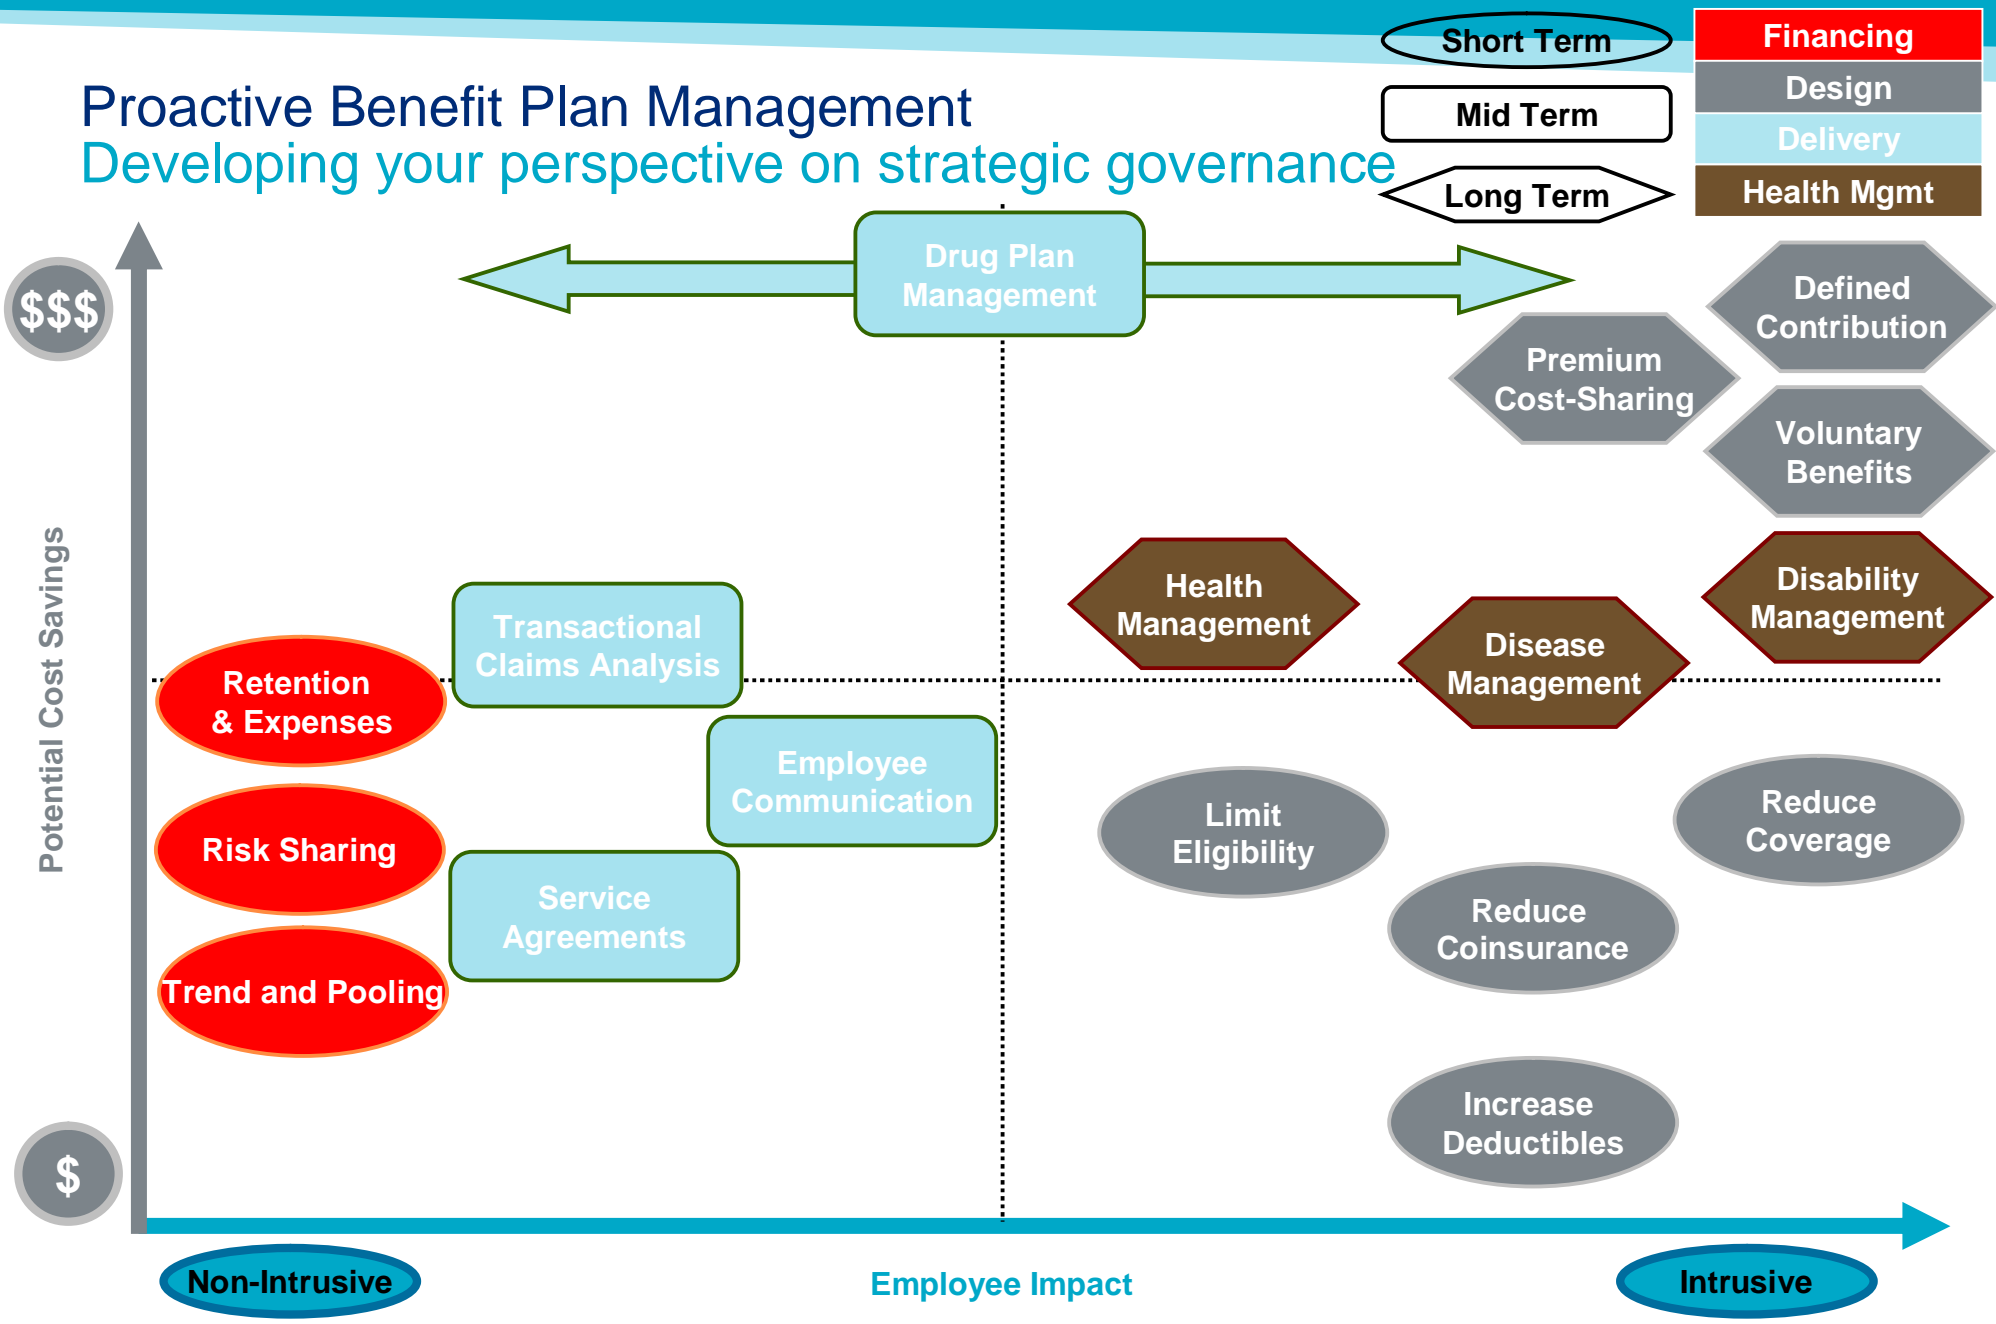 Short Term
Mid Term
Long Term
Financing
Design
Delivery
Health Mgmt
Proactive Benefit Plan Management
Developing your perspective on strategic governance
$$$
Potential Cost Savings
$
Drug Plan
Management
Defined
Contribution
Premium
Cost-Sharing
Voluntary
Benefits
Health
Management
Disease
Management
Disability
Management
Transactional
Claims Analysis
Retention
& Expenses
Employee
Communication
Risk Sharing
Service
Agreements
Trend and Pooling
Limit
Eligibility
Reduce
Coverage
Reduce
Coinsurance
Increase
Deductibles
Non-Intrusive
Employee Impact
Intrusive